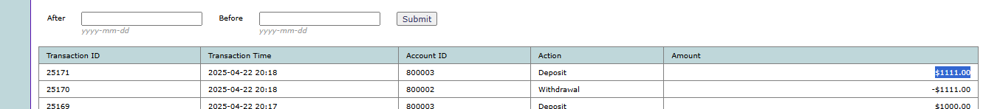 After Before Submit
yyyy-mm-dd yyyy-mm-dd
Transaction ID Transaction Time Account ID Action Amount
25171 2025-04-22 20:18 800003 Deposit $1111.00
25170 2025-04-22 20:18 800002 Withdrawal -$1111.00
25169 2025-04-22 20:17 800003 Deposit $1000.00